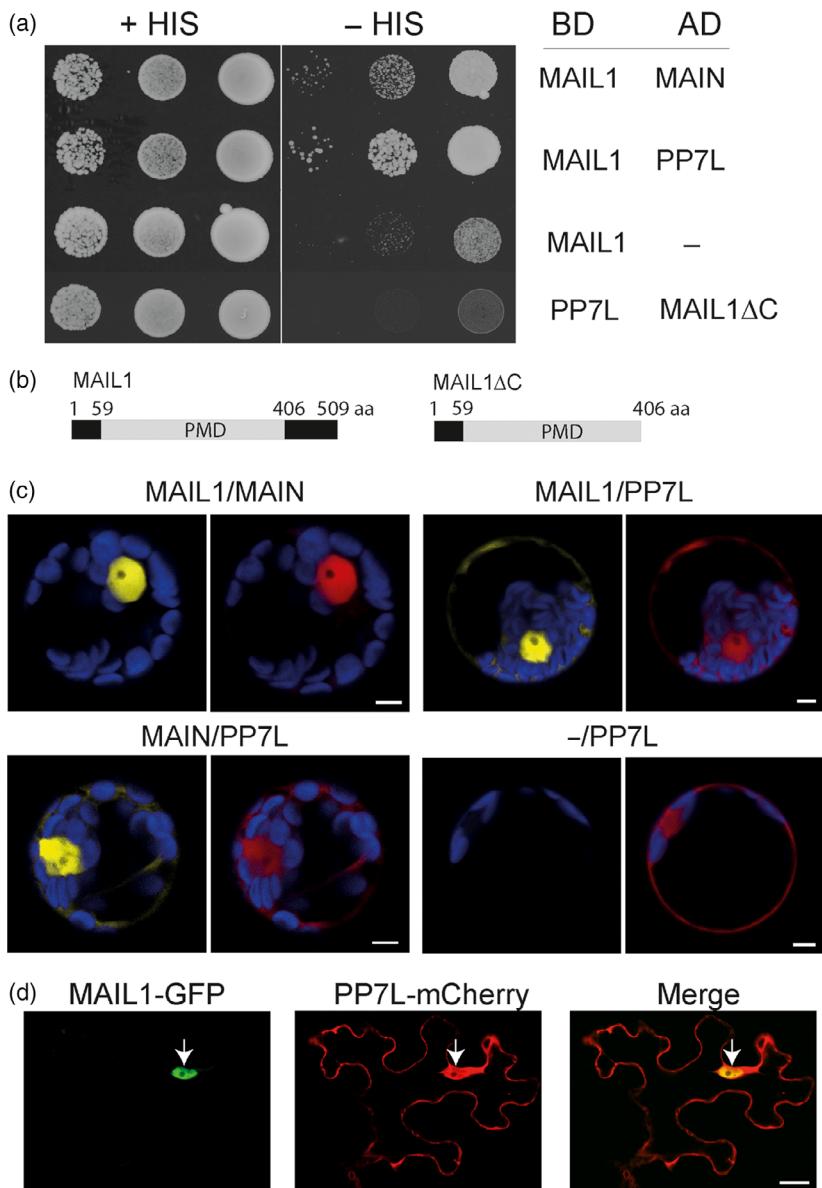 (a)
+ HIS – HIS BD AD
MAIL1 MAIN
MAIL1 PP7L
MAIL1 –
PP7L MAIL1ΔC
(b)
MAIL1 MAIL1ΔC
1 59 406 509 aa 1 59 406 aa
PMD PMD
(c)
MAIL1/MAIN MAIL1/PP7L
MAIN/PP7L –/PP7L
(d)
MAIL1-GFP PP7L-mCherry Merge